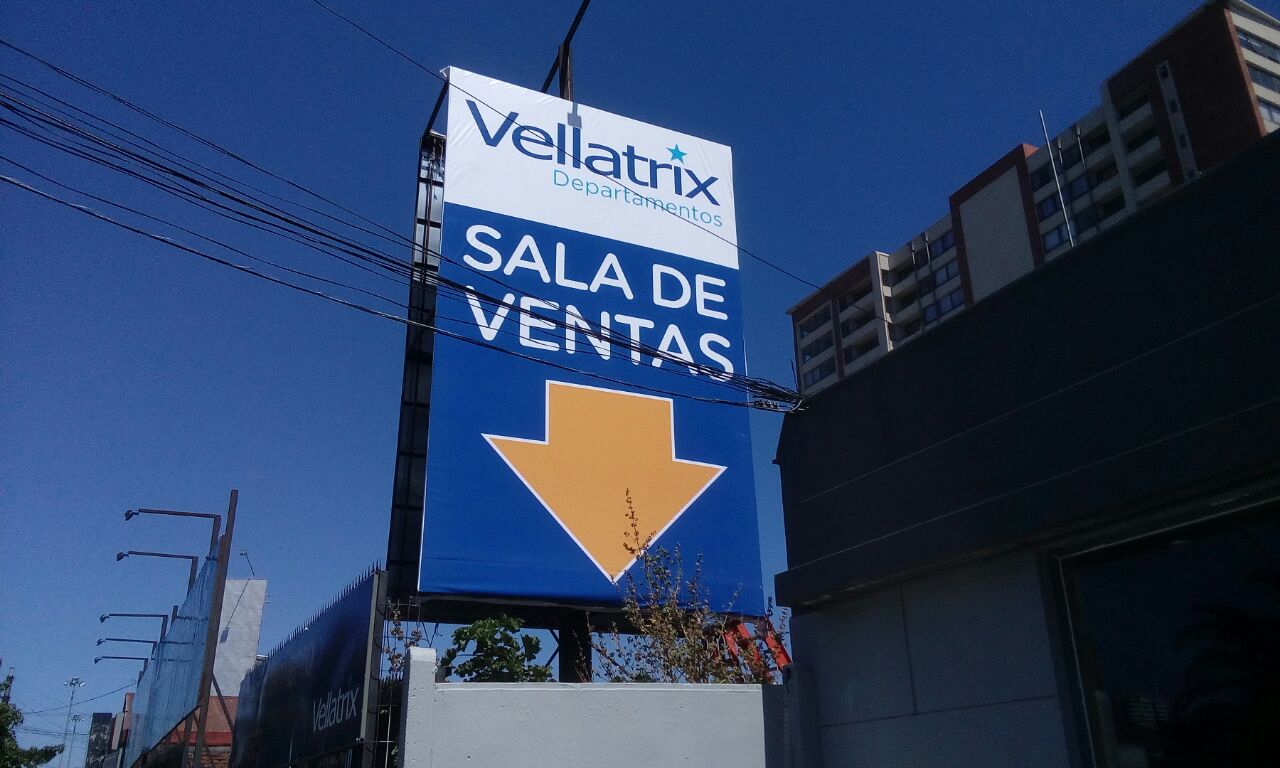 Vellatrix
Departamentos
SALA DE
VENTAS
Vellatrix